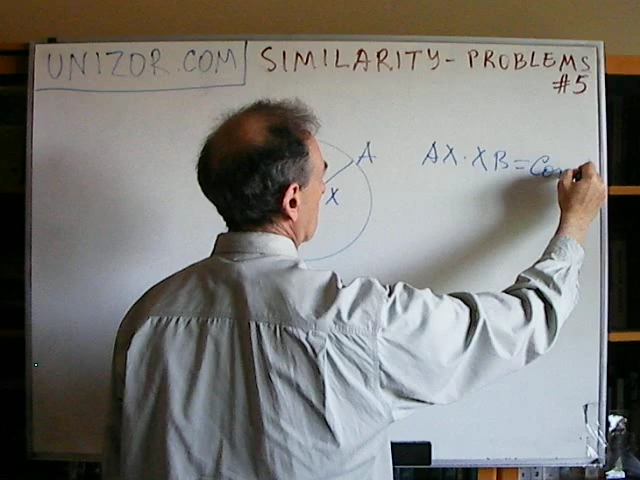 UNIZOR.COM
SIMILARITY - PROBLEMS
#5
A
X
AX · XB = Con